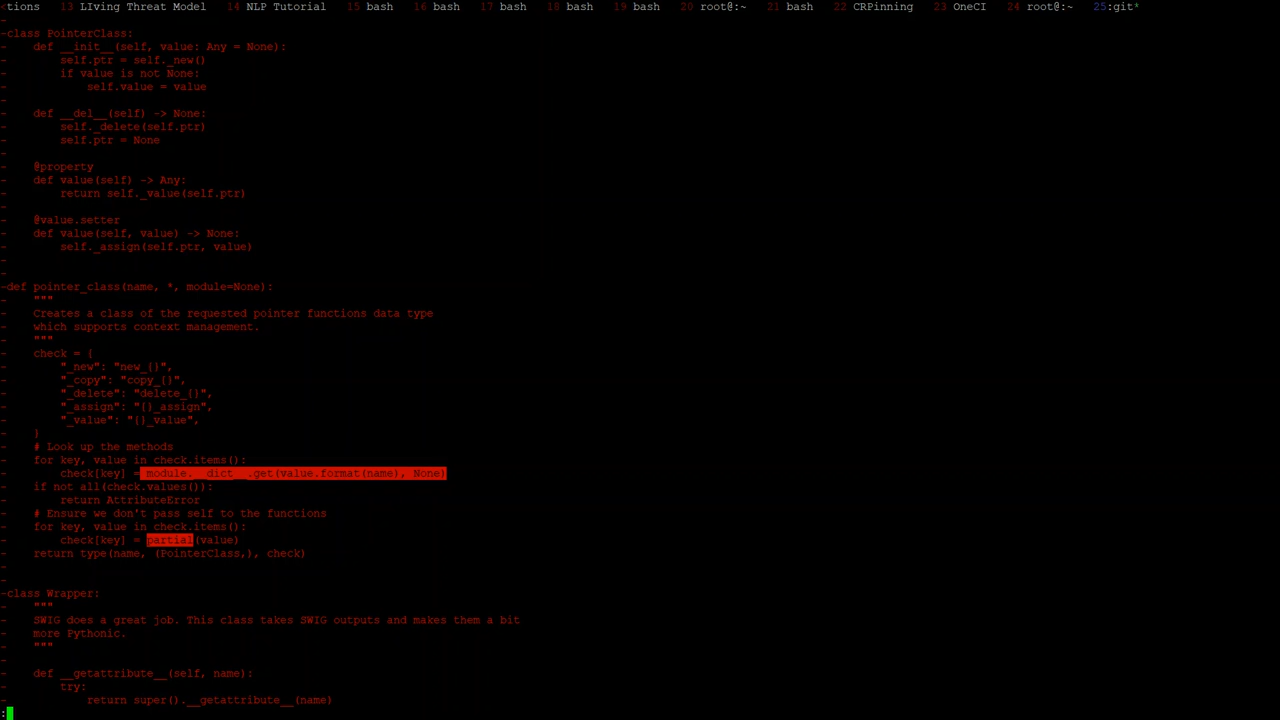 <tions  13 LIving Threat Model  14 NLP Tutorial  15 bash  16 bash  17 bash  18 bash  19 bash  20 root@:~  21 bash  22 CRPinning  23 OneCI  24 root@:~  25:git*
-
-class PointerClass:
-    def __init__(self, value: Any = None):
-        self.ptr = self._new()
-        if value is not None:
-            self.value = value
-
-    def __del__(self) -> None:
-        self._delete(self.ptr)
-        self.ptr = None
-
-    @property
-    def value(self) -> Any:
-        return self._value(self.ptr)
-
-    @value.setter
-    def value(self, value) -> None:
-        self._assign(self.ptr, value)
-
-
-def pointer_class(name, *, module=None):
-    """
-    Creates a class of the requested pointer functions data type
-    which supports context management.
-    """
-    check = {
-        "_new": "new_{}",
-        "_copy": "copy_{}",
-        "_delete": "delete_{}",
-        "_assign": "{}_assign",
-        "_value": "{}_value",
-    }
-    # Look up the methods
-    for key, value in check.items():
-        check[key] = module.__dict__.get(value.format(name), None)
-    if not all(check.values()):
-        return AttributeError
-    # Ensure we don't pass self to the functions
-    for key, value in check.items():
-        check[key] = partial(value)
-    return type(name, (PointerClass,), check)
-
-
-class Wrapper:
-    """
-    SWIG does a great job. This class takes SWIG outputs and makes them a bit
-    more Pythonic.
-    """
-
-    def __getattribute__(self, name):
-        try:
-            return super().__getattribute__(name)
: